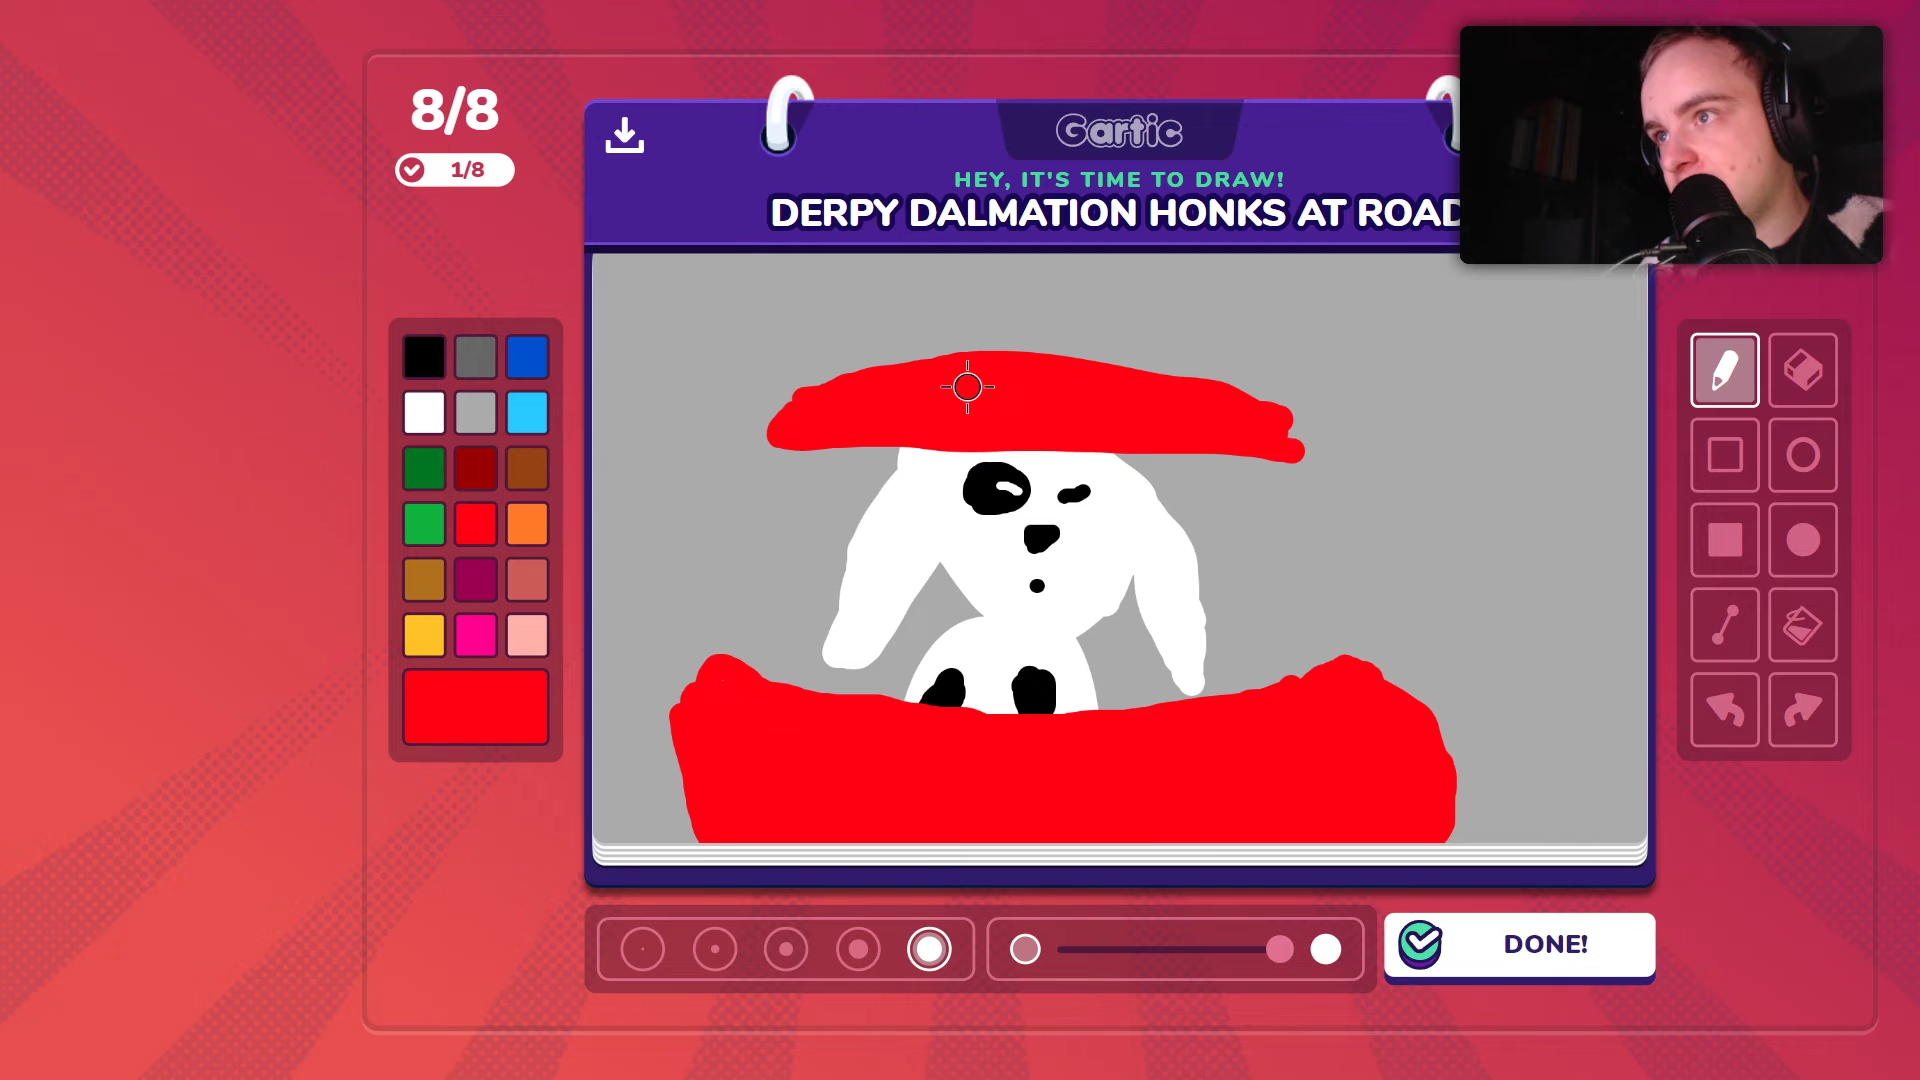 8/8
1/8
Gartic
HEY, IT'S TIME TO DRAW!
DERPY DALMATION HONKS AT ROAD
DONE!